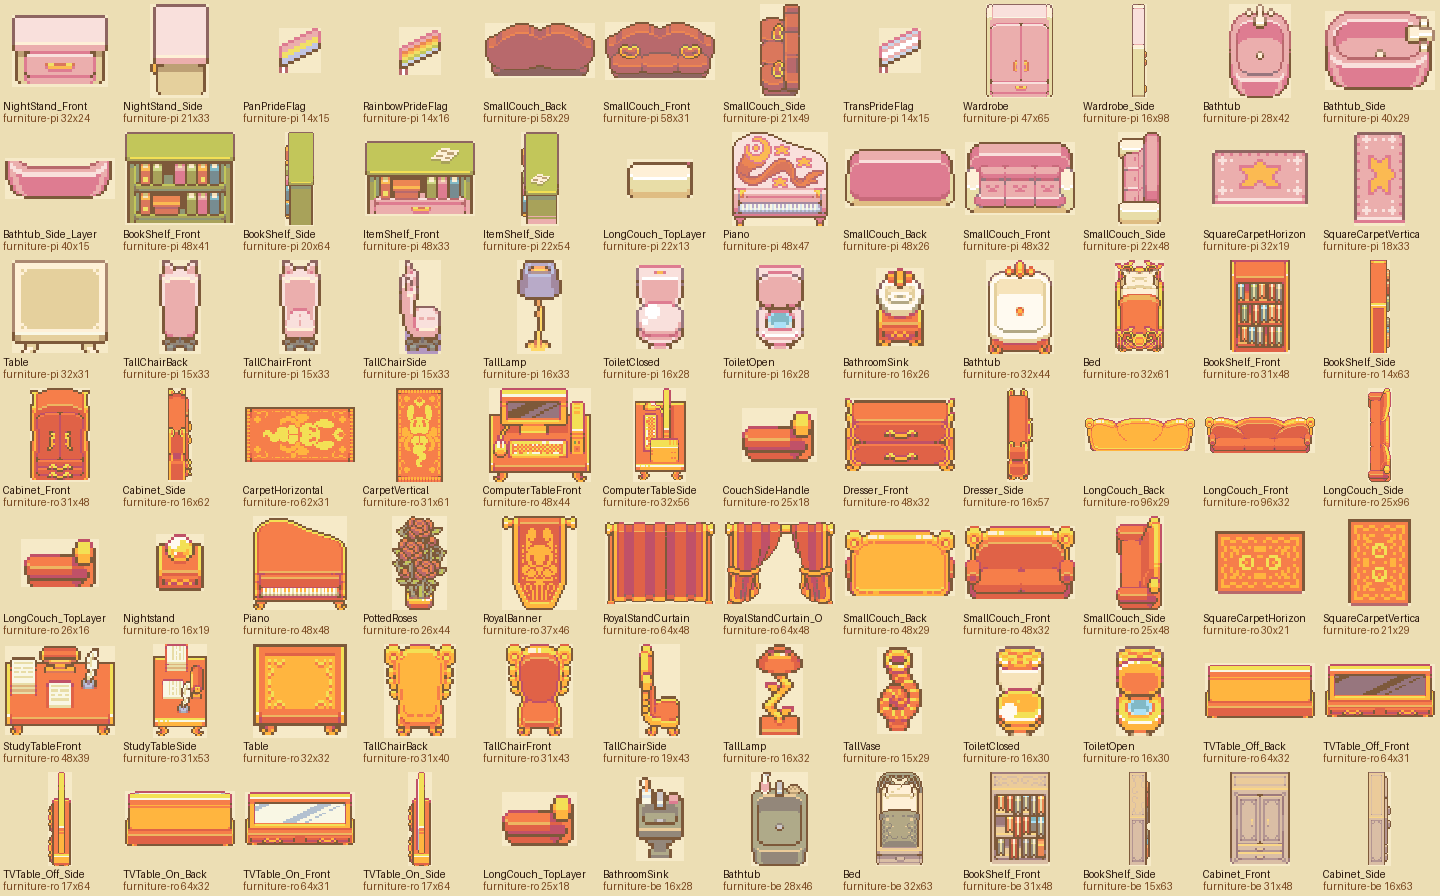 NightStand_Front NightStand_Side PanPrideFlag RainbowPrideFlag SmallCouch_Back SmallCouch_Front SmallCouch_Side TransPrideFlag Wardrobe Wardrobe_Side Bathtub Bathtub_Side
furniture-pi 32x24 furniture-pi 21x33 furniture-pi 14x15 furniture-pi 14x16 furniture-pi 58x29 furniture-pi 58x31 furniture-pi 21x49 furniture-pi 14x15 furniture-pi 47x65 furniture-pi 16x98 furniture-pi 28x42 furniture-pi 40x29
Bathtub_Side_Layer BookShelf_Front BookShelf_Side ItemShelf_Front ItemShelf_Side LongCouch_TopLayer Piano SmallCouch_Back SmallCouch_Front SmallCouch_Side SquareCarpetHorizon SquareCarpetVertica
furniture-pi 40x15 furniture-pi 48x41 furniture-pi 20x64 furniture-pi 48x33 furniture-pi 22x54 furniture-pi 22x13 furniture-pi 48x47 furniture-pi 48x26 furniture-pi 48x32 furniture-pi 22x48 furniture-pi 32x19 furniture-pi 18x33
Table TallChairBack TallChairFront TallChairSide TallLamp ToiletClosed ToiletOpen BathroomSink Bathtub Bed BookShelf_Front BookShelf_Side
furniture-pi 32x31 furniture-pi 15x33 furniture-pi 15x33 furniture-pi 15x33 furniture-pi 16x33 furniture-pi 16x28 furniture-pi 16x28 furniture-ro 16x26 furniture-ro 32x44 furniture-ro 32x61 furniture-ro 31x48 furniture-ro 14x63
Cabinet_Front Cabinet_Side CarpetHorizontal CarpetVertical ComputerTableFront ComputerTableSide CouchSideHandle Dresser_Front Dresser_Side LongCouch_Back LongCouch_Front LongCouch_Side
furniture-ro 31x48 furniture-ro 16x62 furniture-ro 62x31 furniture-ro 31x61 furniture-ro 48x44 furniture-ro 32x56 furniture-ro 25x18 furniture-ro 48x32 furniture-ro 16x57 furniture-ro 96x29 furniture-ro 96x32 furniture-ro 25x96
LongCouch_TopLayer Nightstand Piano PottedRoses RoyalBanner RoyalStandCurtain RoyalStandCurtain_O SmallCouch_Back SmallCouch_Front SmallCouch_Side SquareCarpetHorizon SquareCarpetVertica
furniture-ro 26x16 furniture-ro 16x19 furniture-ro 48x48 furniture-ro 26x44 furniture-ro 37x46 furniture-ro 64x48 furniture-ro 64x48 furniture-ro 48x29 furniture-ro 48x32 furniture-ro 25x48 furniture-ro 30x21 furniture-ro 21x29
StudyTableFront StudyTableSide Table TallChairBack TallChairFront TallChairSide TallLamp TallVase ToiletClosed ToiletOpen TVTable_Off_Back TVTable_Off_Front
furniture-ro 48x39 furniture-ro 31x53 furniture-ro 32x32 furniture-ro 31x40 furniture-ro 31x43 furniture-ro 19x43 furniture-ro 16x32 furniture-ro 15x29 furniture-ro 16x30 furniture-ro 16x30 furniture-ro 64x32 furniture-ro 64x31
TVTable_Off_Side TVTable_On_Back TVTable_On_Front TVTable_On_Side LongCouch_TopLayer BathroomSink Bathtub Bed BookShelf_Front BookShelf_Side Cabinet_Front Cabinet_Side
furniture-ro 17x64 furniture-ro 64x32 furniture-ro 64x31 furniture-ro 17x64 furniture-ro 25x18 furniture-be 16x28 furniture-be 28x46 furniture-be 32x63 furniture-be 31x48 furniture-be 15x63 furniture-be 31x48 furniture-be 16x63